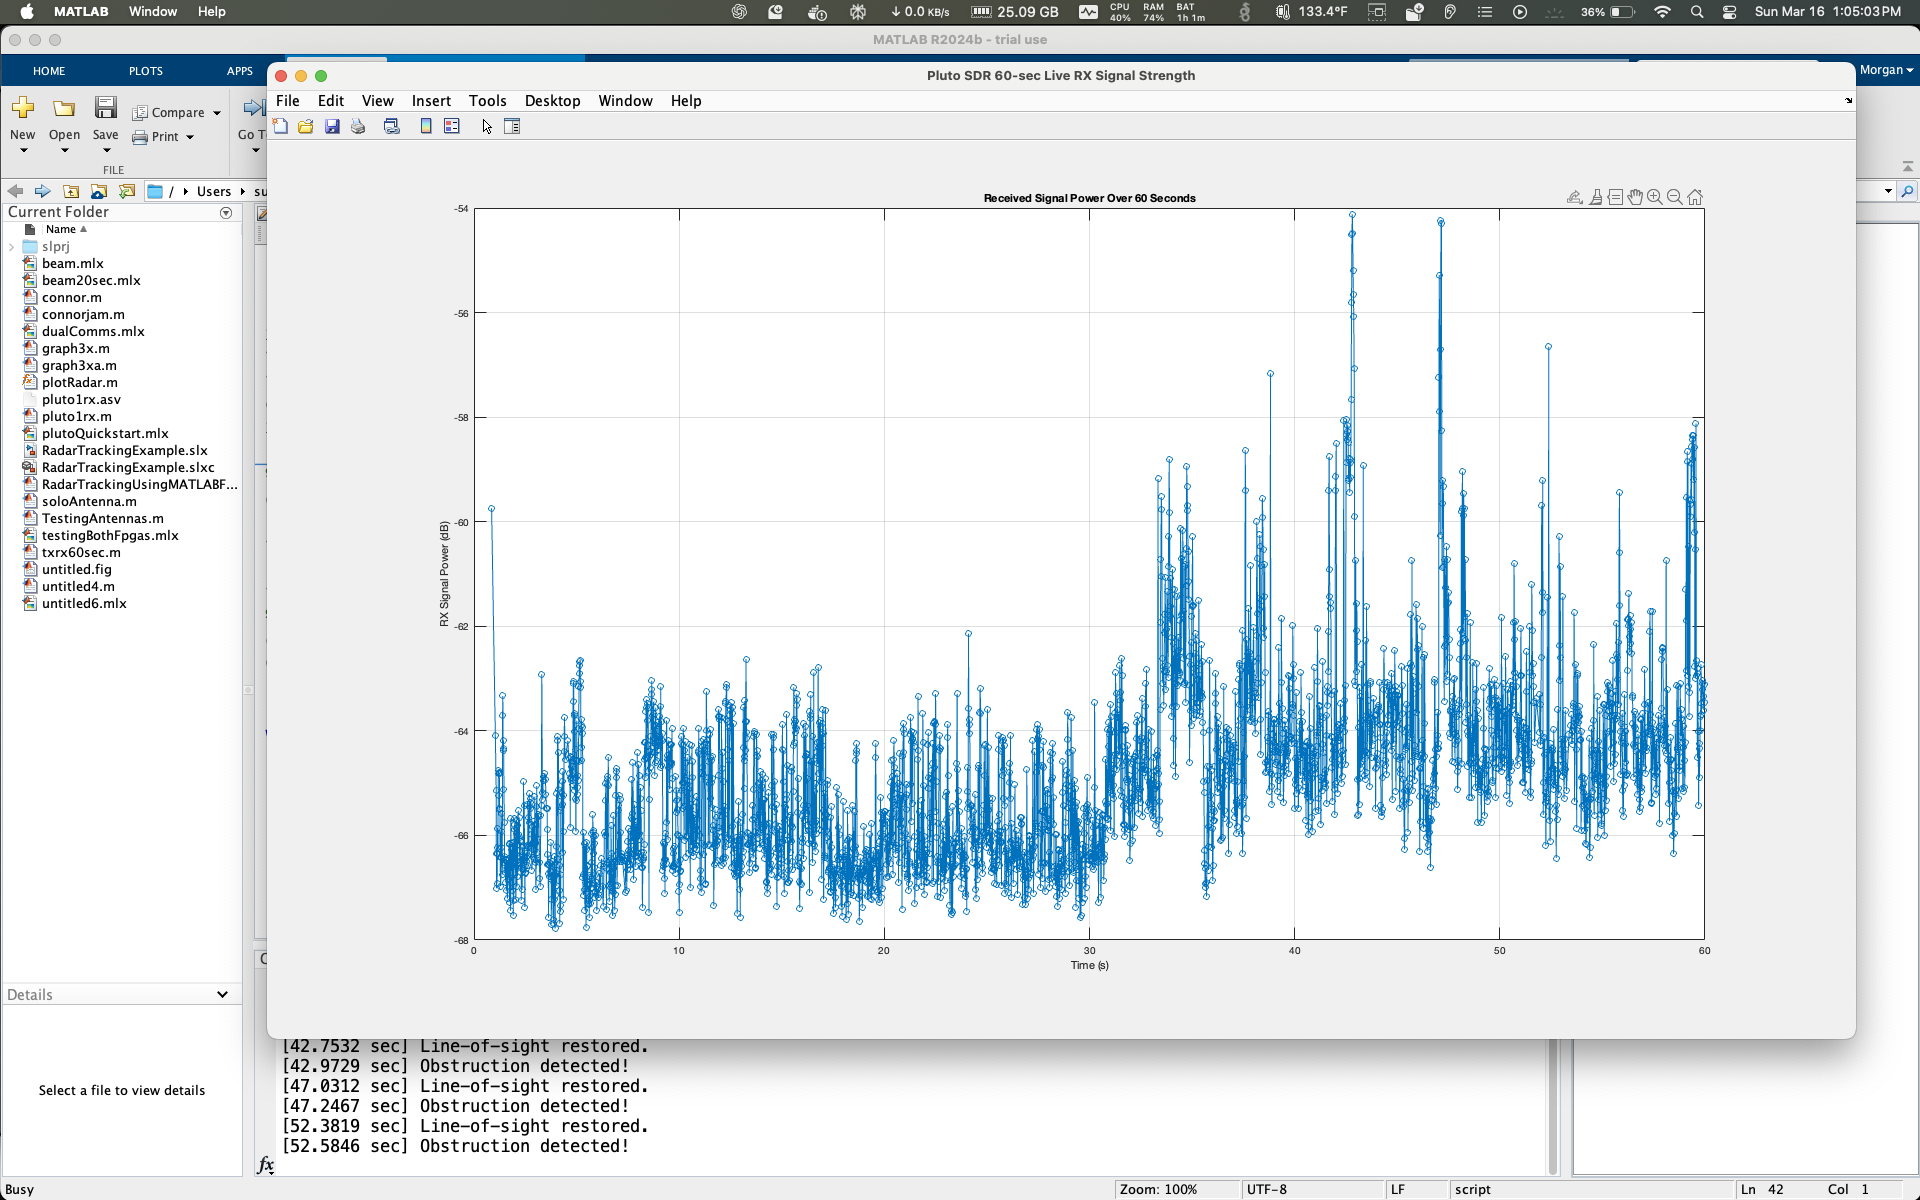 MATLAB Window Help
↓ 0.0 KB/s 25.09 GB CPU 40% RAM 74% BAT 1h 1m 133.4°F 36% Sun Mar 16 1:05:03 PM
MATLAB R2024b - trial use
HOME PLOTS APPS
Morgan
Pluto SDR 60-sec Live RX Signal Strength
File Edit View Insert Tools Desktop Window Help
New Open Save Compare
Print
Go T
FILE
/ Users su
Current Folder
Name
slprj
beam.mlx
beam20sec.mlx
connor.m
connorjam.m
dualComms.mlx
graph3x.m
graph3xa.m
plotRadar.m
pluto1rx.asv
pluto1rx.m
plutoQuickstart.mlx
RadarTrackingExample.slx
RadarTrackingExample.slxc
RadarTrackingUsingMATLABF...
soloAntenna.m
TestingAntennas.m
testingBothFpgas.mlx
txrx60sec.m
untitled.fig
untitled4.m
untitled6.mlx
Details
Select a file to view details
Received Signal Power Over 60 Seconds
-54
-56
-58
-60
-62
-64
-66
-68
RX Signal Power (dB)
0 10 20 30 40 50 60
Time (s)
C
[42.7532 sec] Line-of-sight restored.
[42.9729 sec] Obstruction detected!
[47.0312 sec] Line-of-sight restored.
[47.2467 sec] Obstruction detected!
[52.3819 sec] Line-of-sight restored.
[52.5846 sec] Obstruction detected!
fx
Busy
Zoom: 100% UTF-8 LF script Ln 42 Col 1